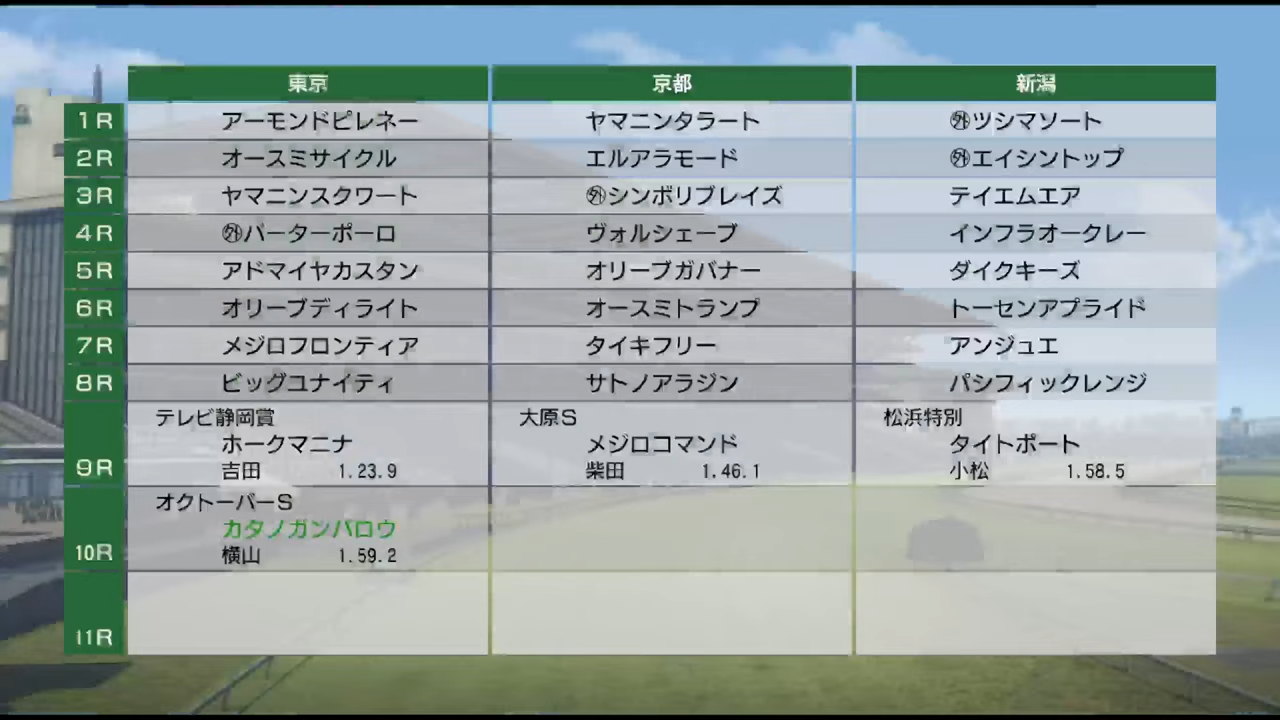 東京 京都 新潟
1R アーモンドピレネー ヤマニンタラート ㊕ツシマソート
2R オースミサイクル エルアラモード エイシントップ
3R ヤマニンスクワート シンボリブレイズ テイエムエア
4R バーターポーロ ヴォルシェーブ インフラオークレー
5R アドマイヤカスタン オリーブガバナー ダイクキーズ
6R オリーブディライト オースミトランプ トーセンアプライド
7R メジロフロンティア タイキフリー アンジュエ
8R ビッグユナイティ サトノアラジン パシフィックレンジ
テレビ静岡賞 大原S 松浜特別
ホークマニナ メジロコマンド タイトポート
9R 吉田 1.23.9 柴田 1.46.1 小松 1.58.5
オクトーバーS
カタノガンバロウ
10R 横山 1.59.2
11R